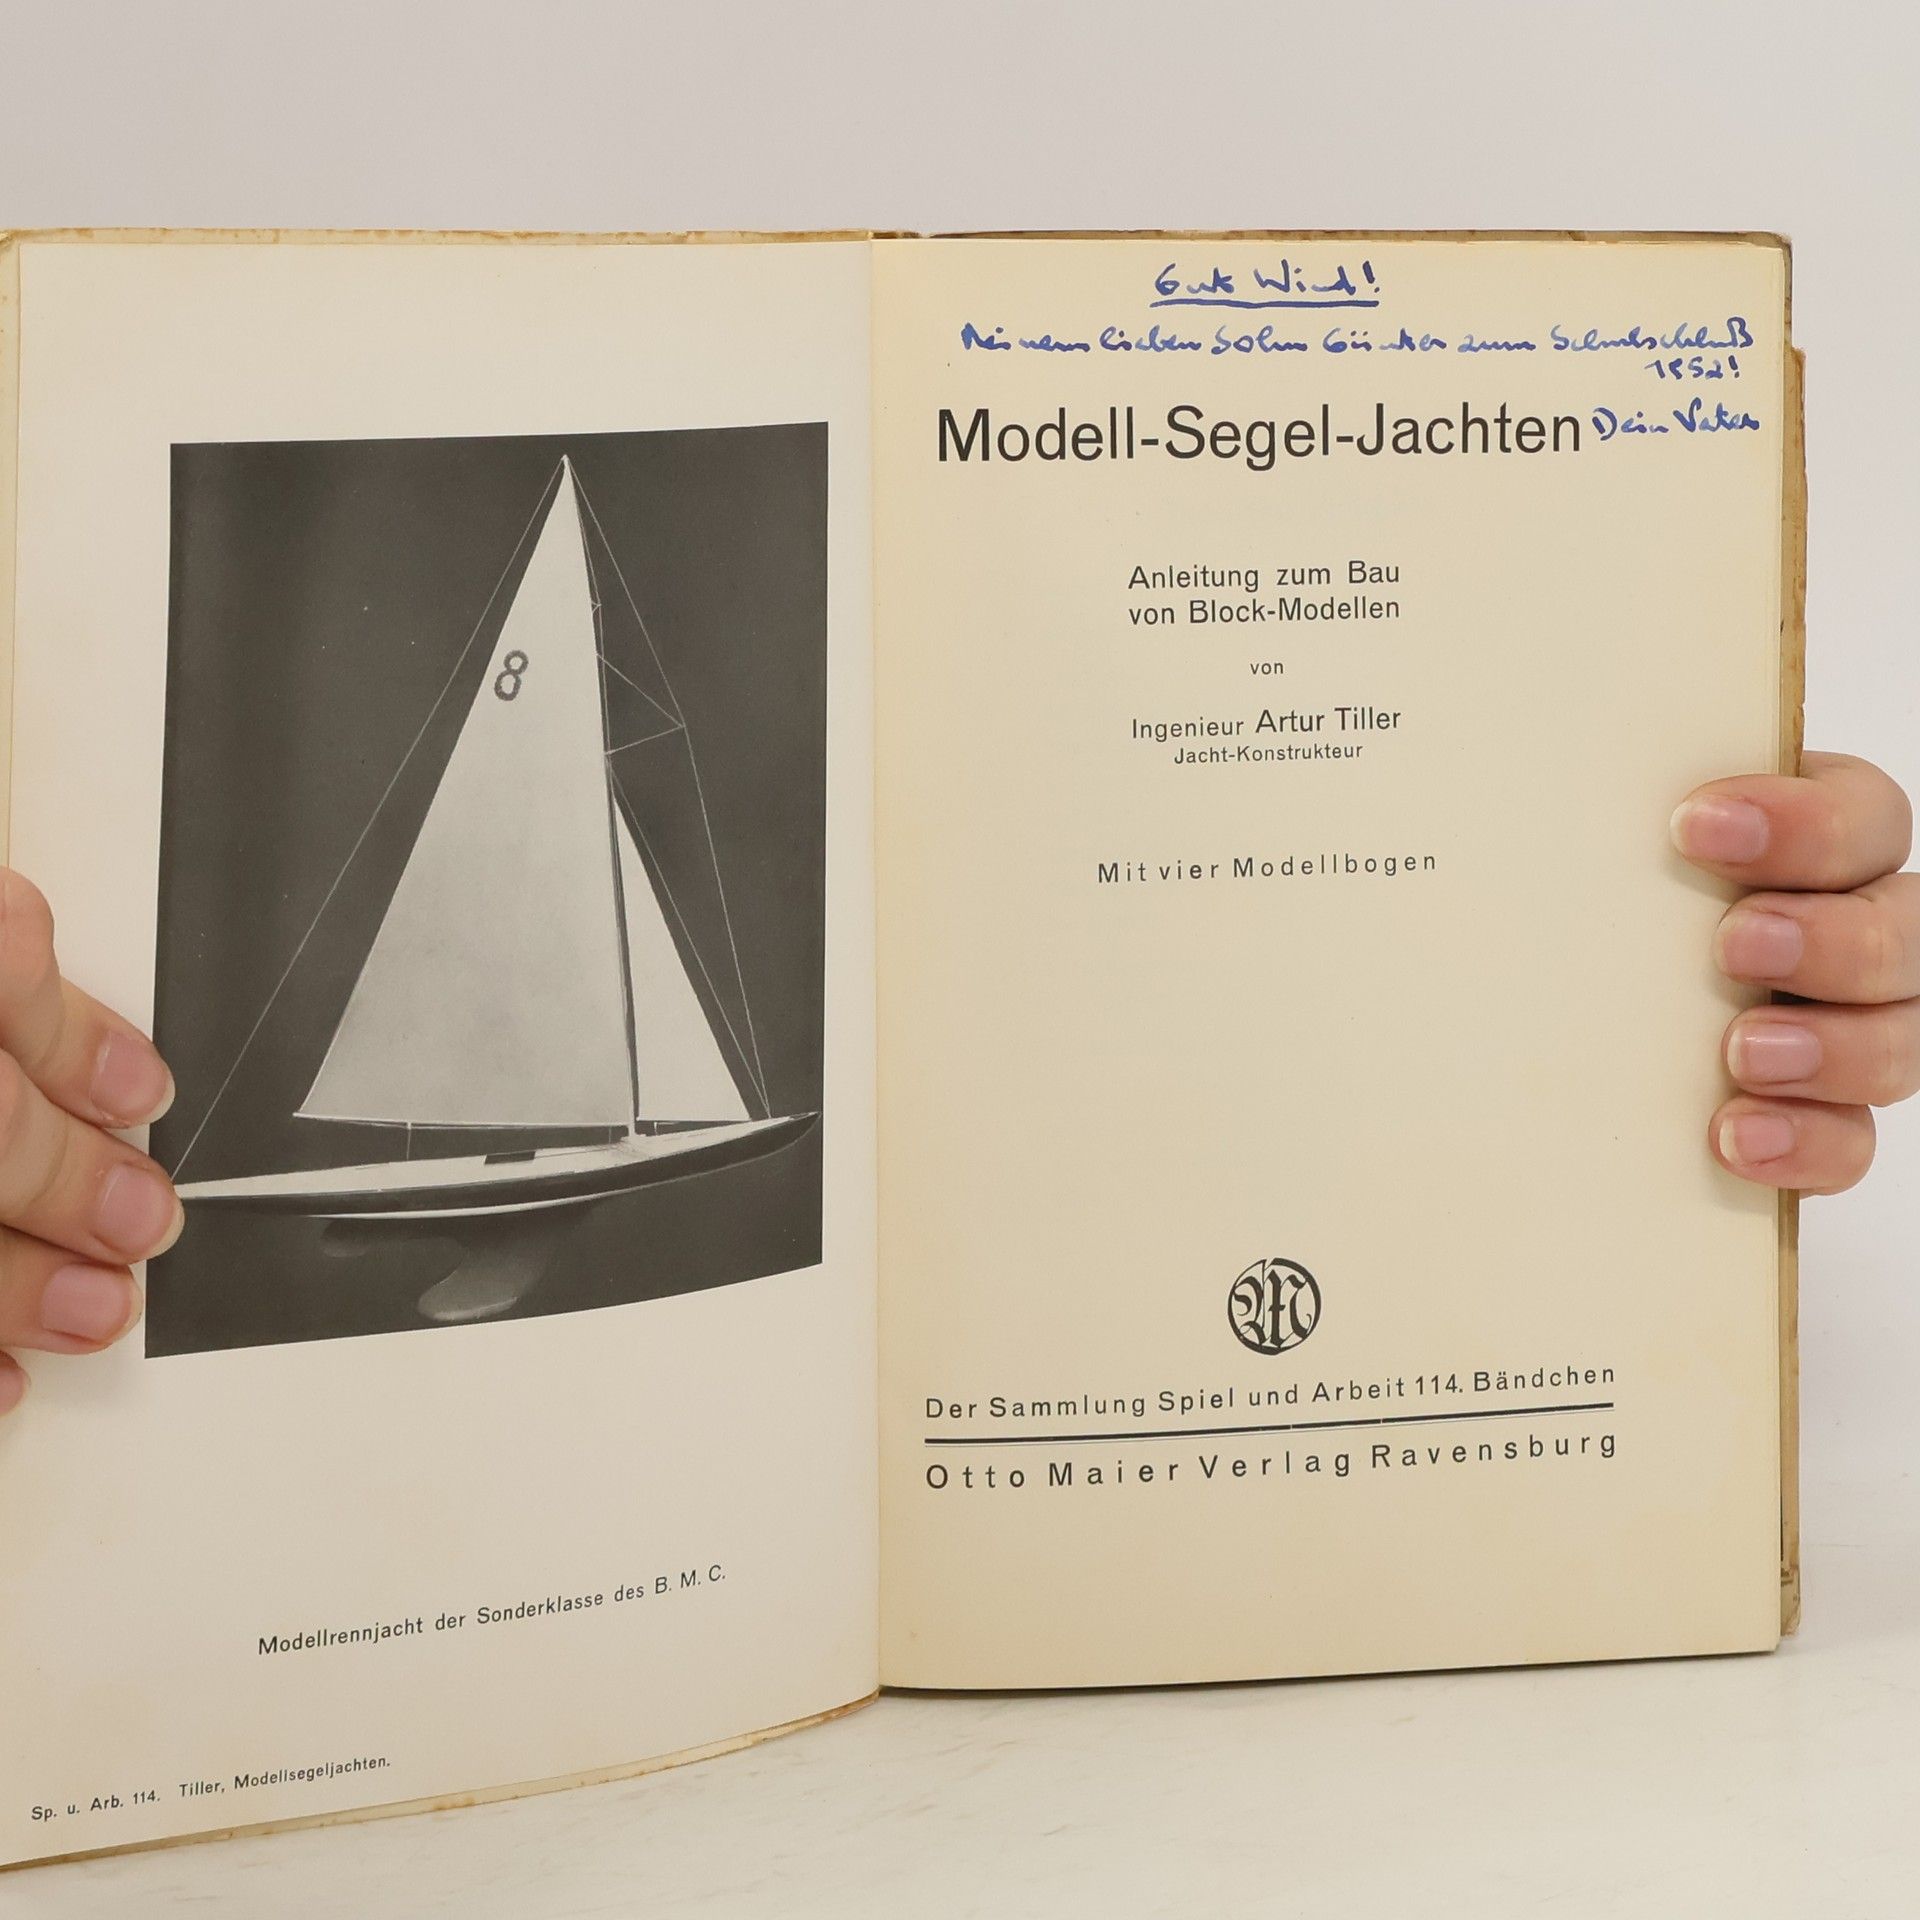 8
Modellrennjacht der Sonderklasse des B. M. C.
Sp. u. Arb. 114. Tiller, Modellsegeljachten.
Gut Wind!
Meinem lieben Sohn Günter zum Schulschluß
1952!
Modell-Segel-Jachten Dein Vater
Anleitung zum Bau
von Block-Modellen
von
Ingenieur Artur Tiller
Jacht-Konstrukteur
Mit vier Modellbogen
M
Der Sammlung Spiel und Arbeit 114. Bändchen
Otto Maier Verlag Ravensburg